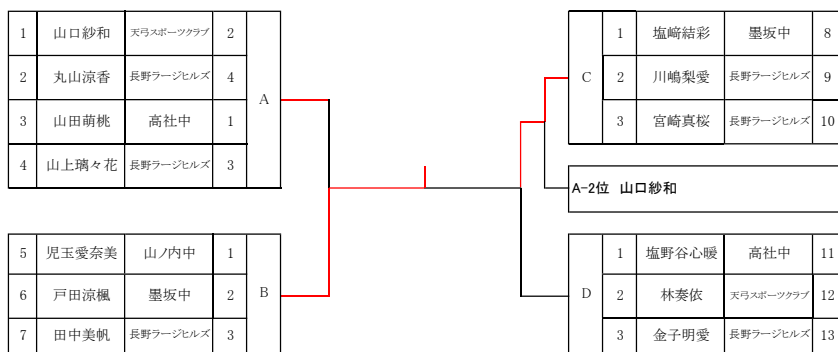 1 山口紗和 天弓スポーツクラブ 2
2 丸山涼香 長野ラージヒルズ 4
A
3 山田萌桃 高社中 1
4 山上璃々花 長野ラージヒルズ 3
5 児玉愛奈美 山ノ内中 1
6 戸田涼楓 墨坂中 2
B
7 田中美帆 長野ラージヒルズ 3
1 塩﨑結彩 墨坂中 8
C
2 川嶋梨愛 長野ラージヒルズ 9
3 宮崎真桜 長野ラージヒルズ 10
A-2位 山口紗和
1 塩野谷心暖 高社中 11
D
2 林奏依 天弓スポーツクラブ 12
3 金子明愛 長野ラージヒルズ 13